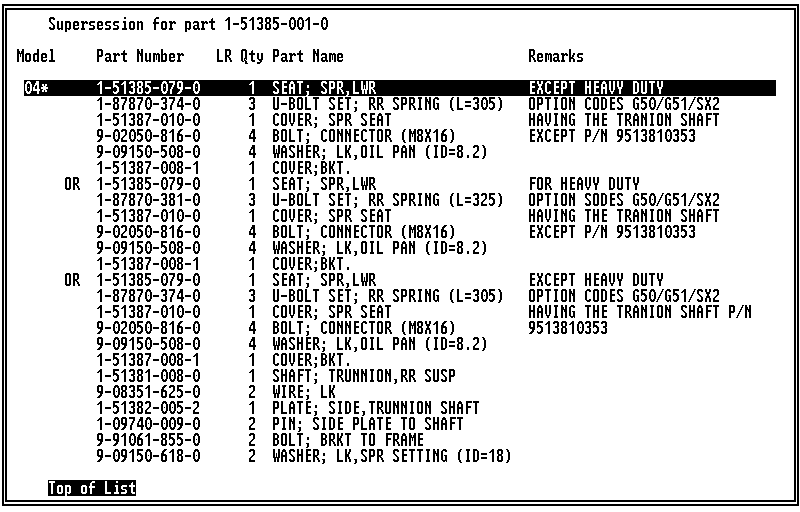 Supersession for part 1-51385-001-0
Model Part Number LR Qty Part Name Remarks
04* 1-51385-079-0 1 SEAT; SPR,LWR EXCEPT HEAVY DUTY
1-87870-374-0 3 U-BOLT SET; RR SPRING (L=305) OPTION CODES G50/G51/SX2
1-51387-010-0 1 COVER; SPR SEAT HAVING THE TRANION SHAFT
9-02050-816-0 4 BOLT; CONNECTOR (M8X16) EXCEPT P/N 9513810353
9-09150-508-0 4 WASHER; LK,OIL PAN (ID=8.2)
1-51387-008-1 1 COVER;BKT.
OR 1-51385-079-0 1 SEAT; SPR,LWR FOR HEAVY DUTY
1-87870-381-0 3 U-BOLT SET; RR SPRING (L=325) OPTION SODES G50/G51/SX2
1-51387-010-0 1 COVER; SPR SEAT HAVING THE TRANION SHAFT
9-02050-816-0 4 BOLT; CONNECTOR (M8X16) EXCEPT P/N 9513810353
9-09150-508-0 4 WASHER; LK,OIL PAN (ID=8.2)
1-51387-008-1 1 COVER;BKT.
OR 1-51385-079-0 1 SEAT; SPR,LWR EXCEPT HEAVY DUTY
1-87870-374-0 3 U-BOLT SET; RR SPRING (L=305) OPTION CODES G50/G51/SX2
1-51387-010-0 1 COVER; SPR SEAT HAVING THE TRANION SHAFT P/N
9-02050-816-0 4 BOLT; CONNECTOR (M8X16) 9513810353
9-09150-508-0 4 WASHER; LK,OIL PAN (ID=8.2)
1-51387-008-1 1 COVER;BKT.
1-51381-008-0 1 SHAFT; TRUNNION,RR SUSP
9-08351-625-0 2 WIRE; LK
1-51382-005-2 1 PLATE; SIDE,TRUNNION SHAFT
1-09740-009-0 2 PIN; SIDE PLATE TO SHAFT
9-91061-855-0 2 BOLT; BRKT TO FRAME
9-09150-618-0 2 WASHER; LK,SPR SETTING (ID=18)
Top of List